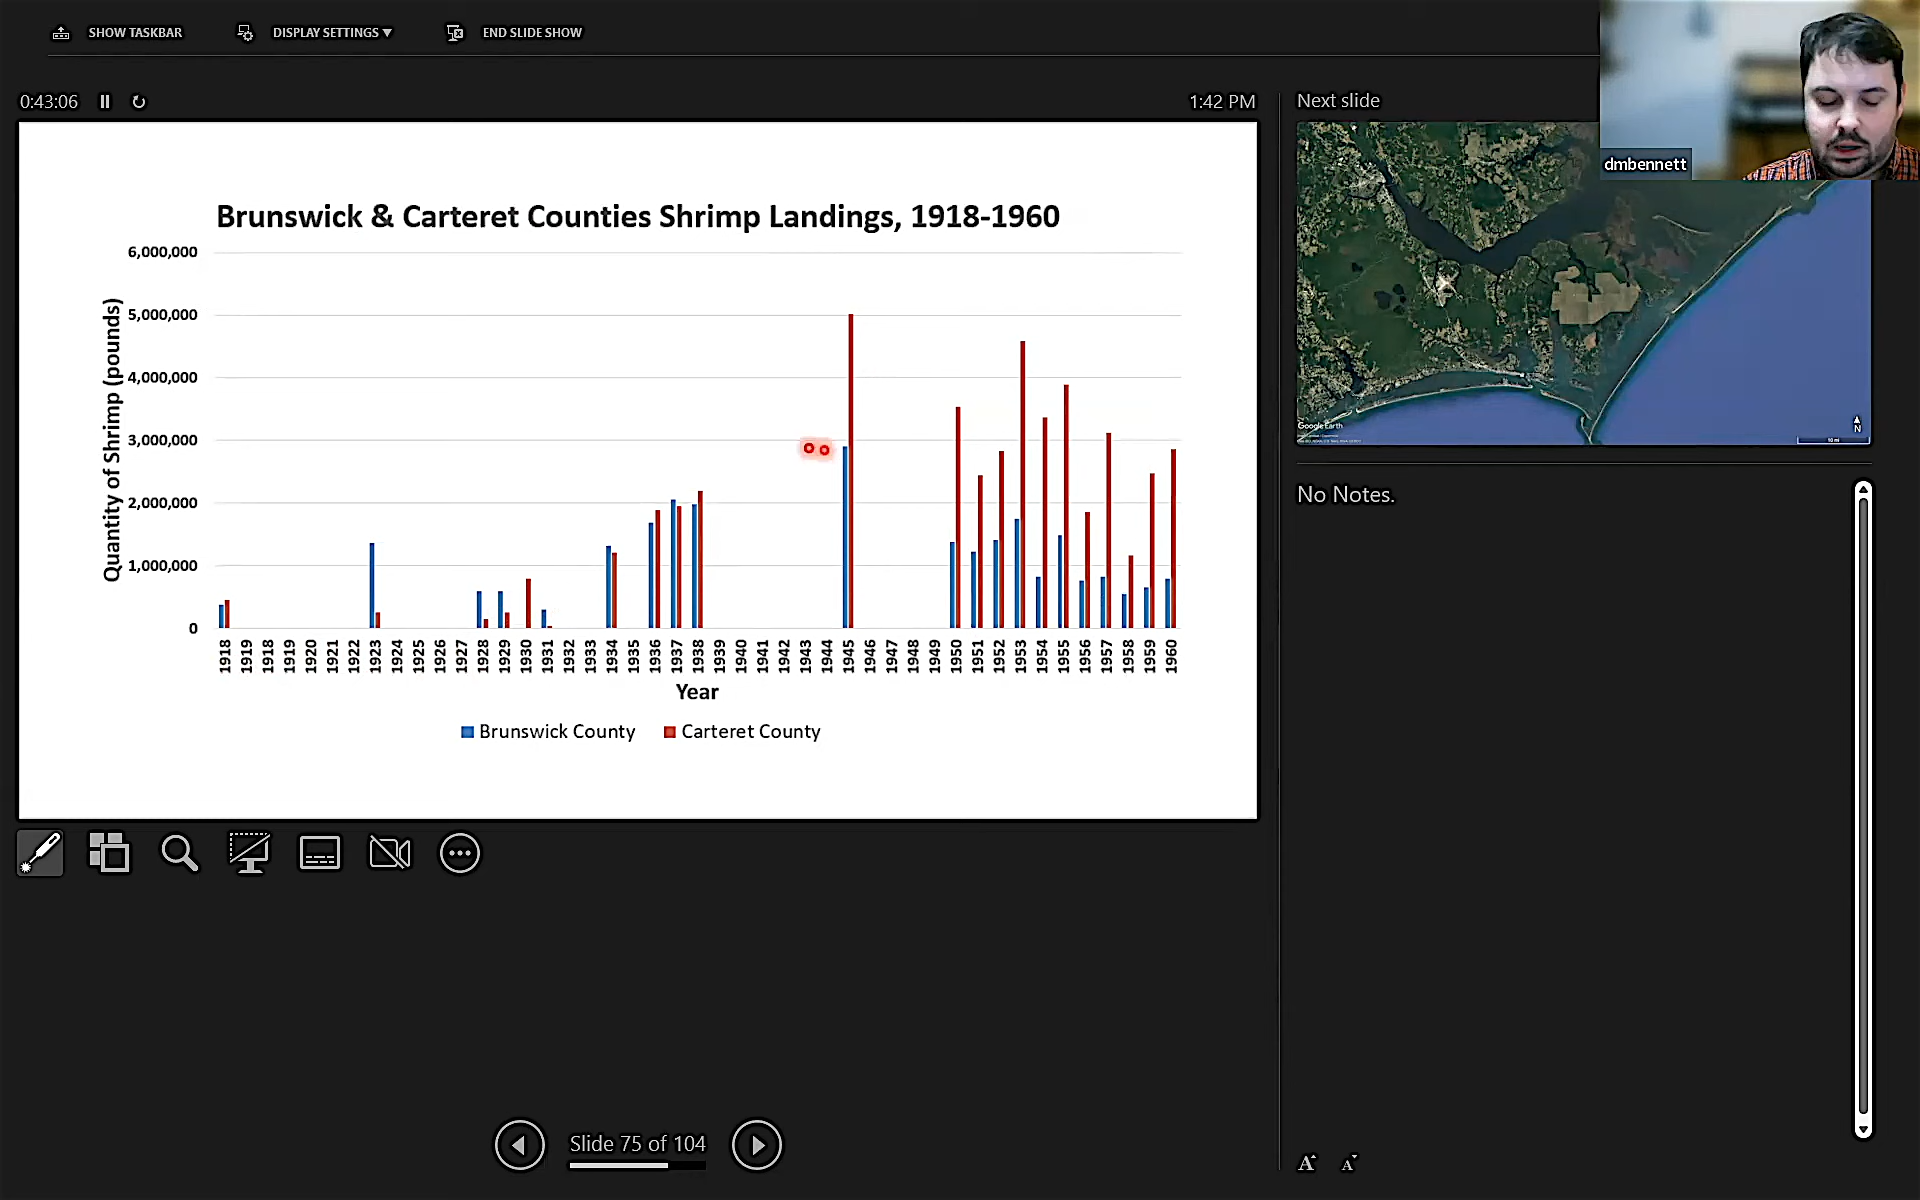 SHOW TASKBAR DISPLAY SETTINGS ▼ END SLIDE SHOW
0:43:06 1:42 PM
Next slide
dmbennett
Brunswick & Carteret Counties Shrimp Landings, 1918-1960
Quantity of Shrimp (pounds)
6,000,000
5,000,000
4,000,000
3,000,000
2,000,000
1,000,000
0
1918 1919 1918 1919 1920 1921 1922 1923 1924 1925 1926 1927 1928 1929 1930 1931 1932 1933 1934 1935 1936 1937 1938 1939 1940 1941 1942 1943 1944 1945 1946 1947 1948 1949 1950 1951 1952 1953 1954 1955 1956 1957 1958 1959 1960
Year
Brunswick County Carteret County
Google Earth
N
10 mi
No Notes.
Slide 75 of 104
A A